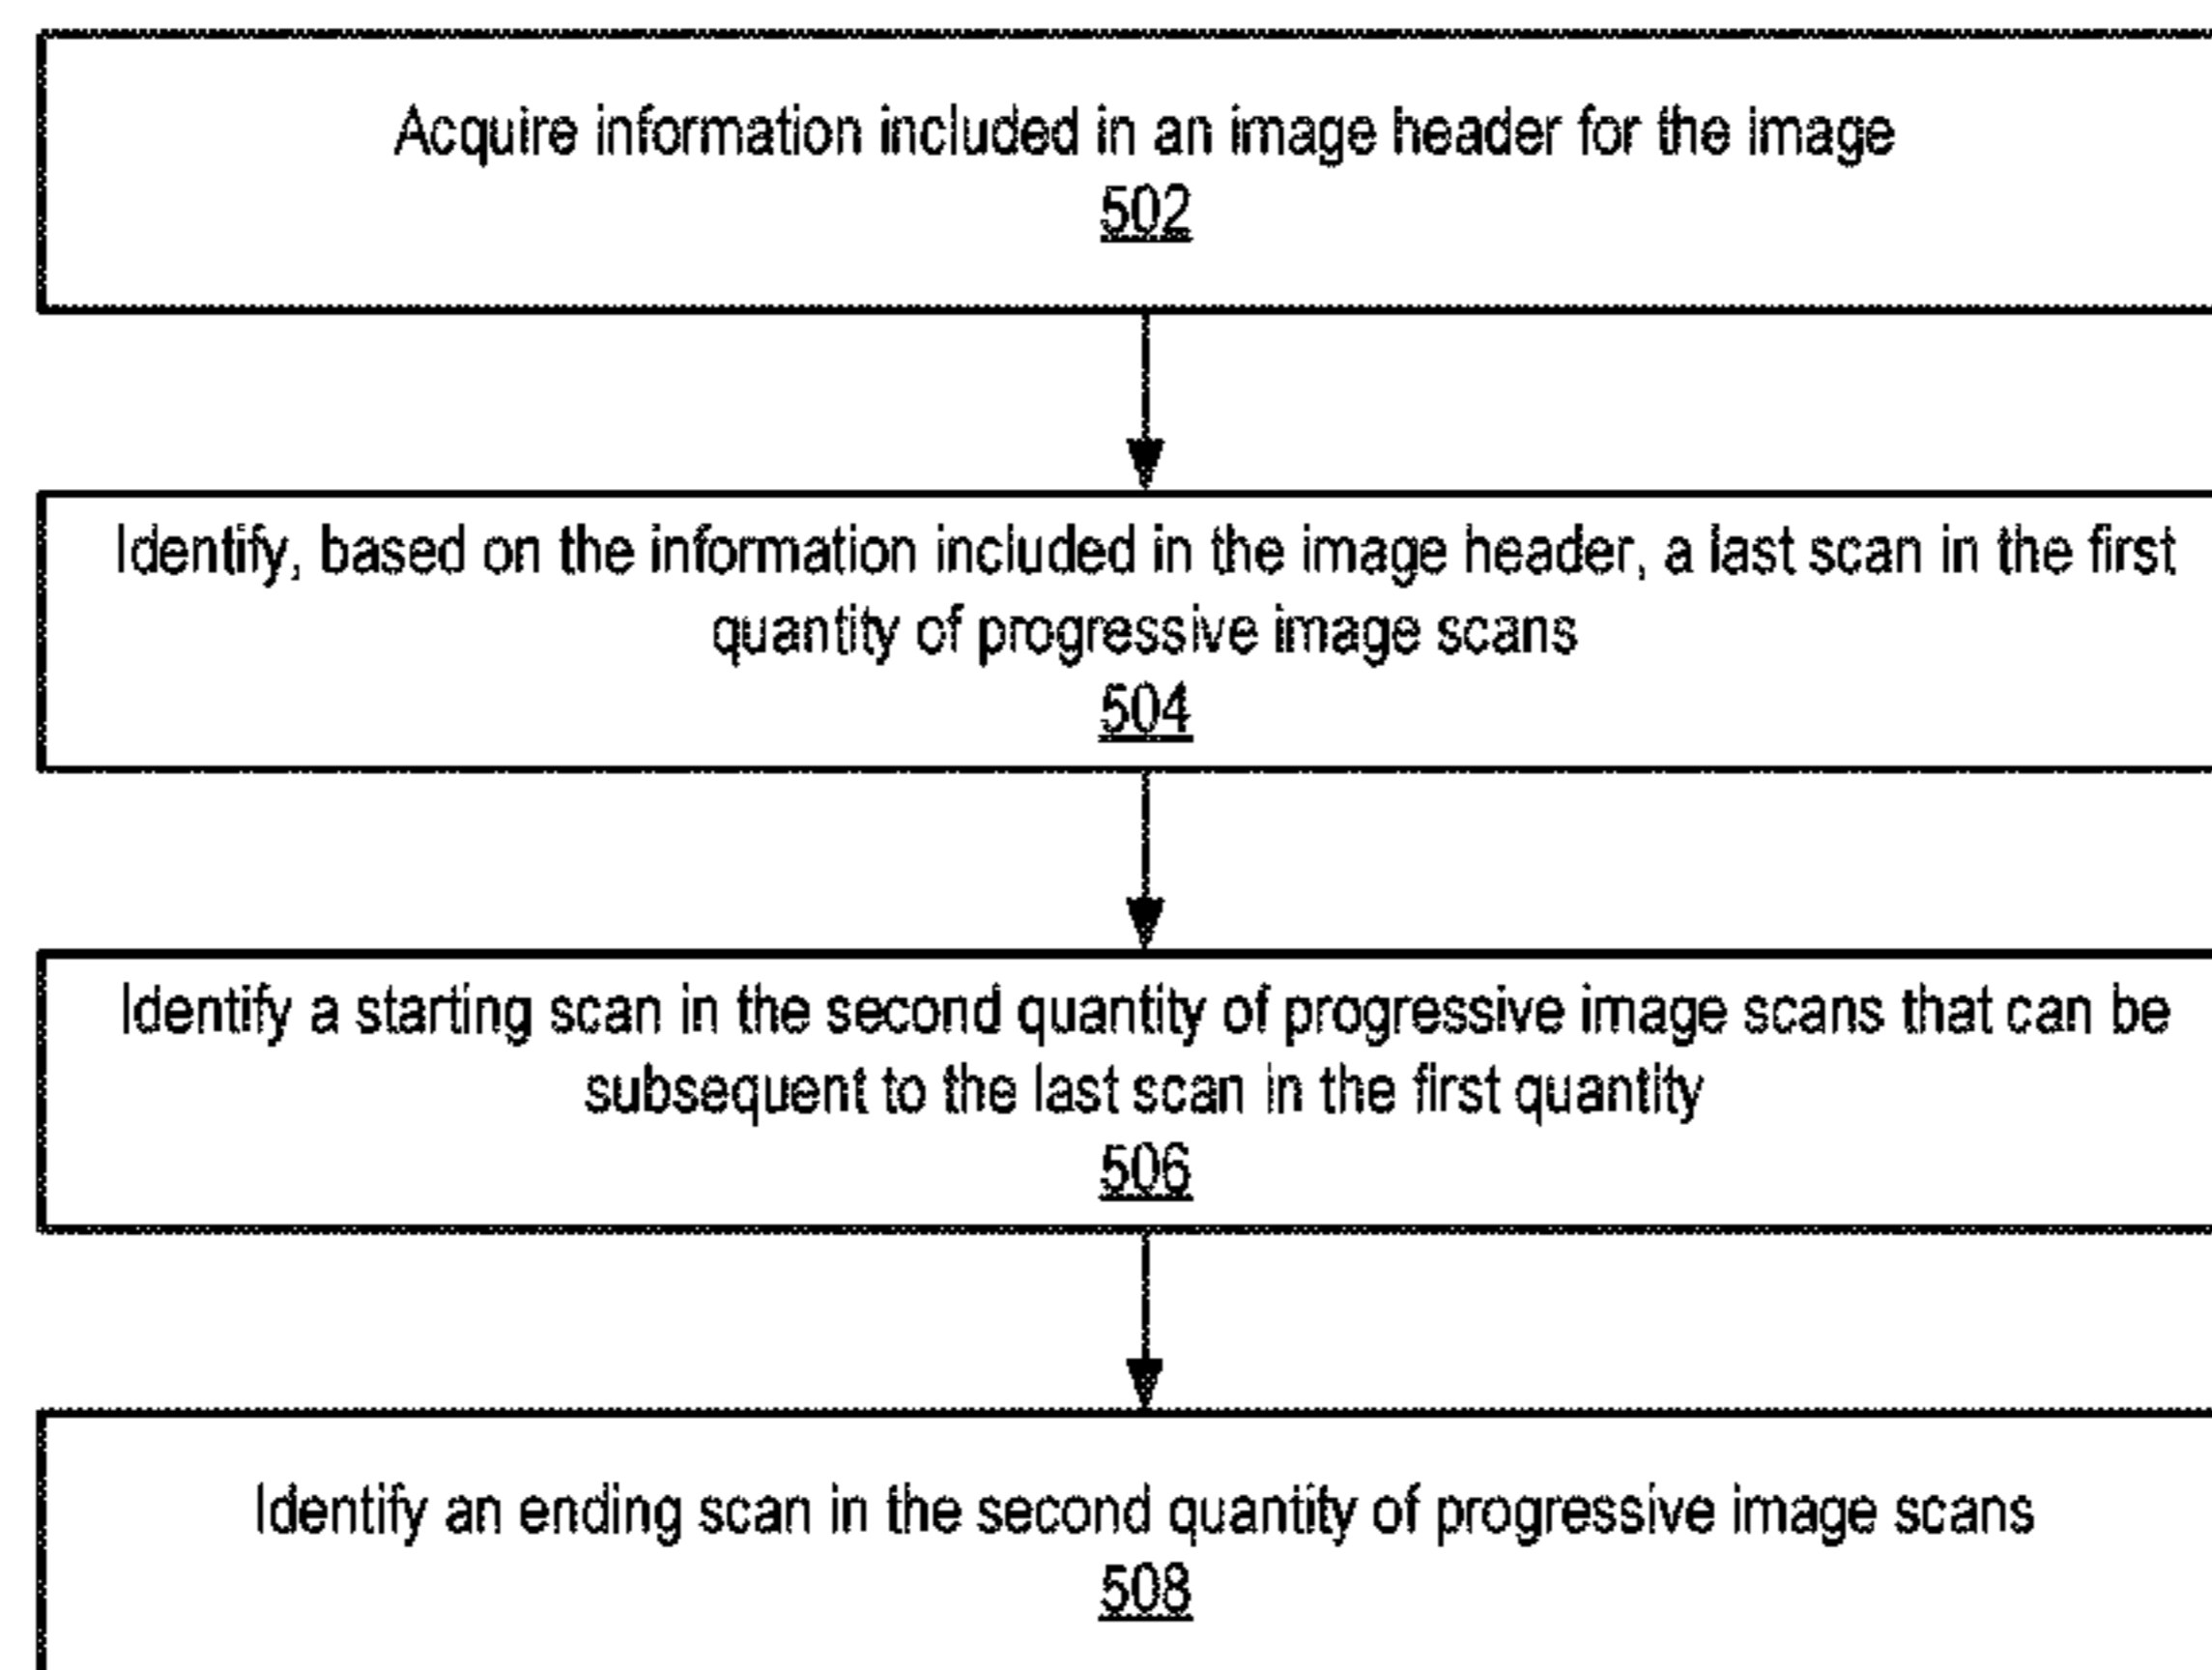 Acquire information included in an image header for the image
502
Identify, based on the information included in the image header, a last scan in the first
quantity of progressive image scans
504
Identify a starting scan in the second quantity of progressive image scans that can be
subsequent to the last scan in the first quantity
506
Identify an ending scan in the second quantity of progressive image scans
508